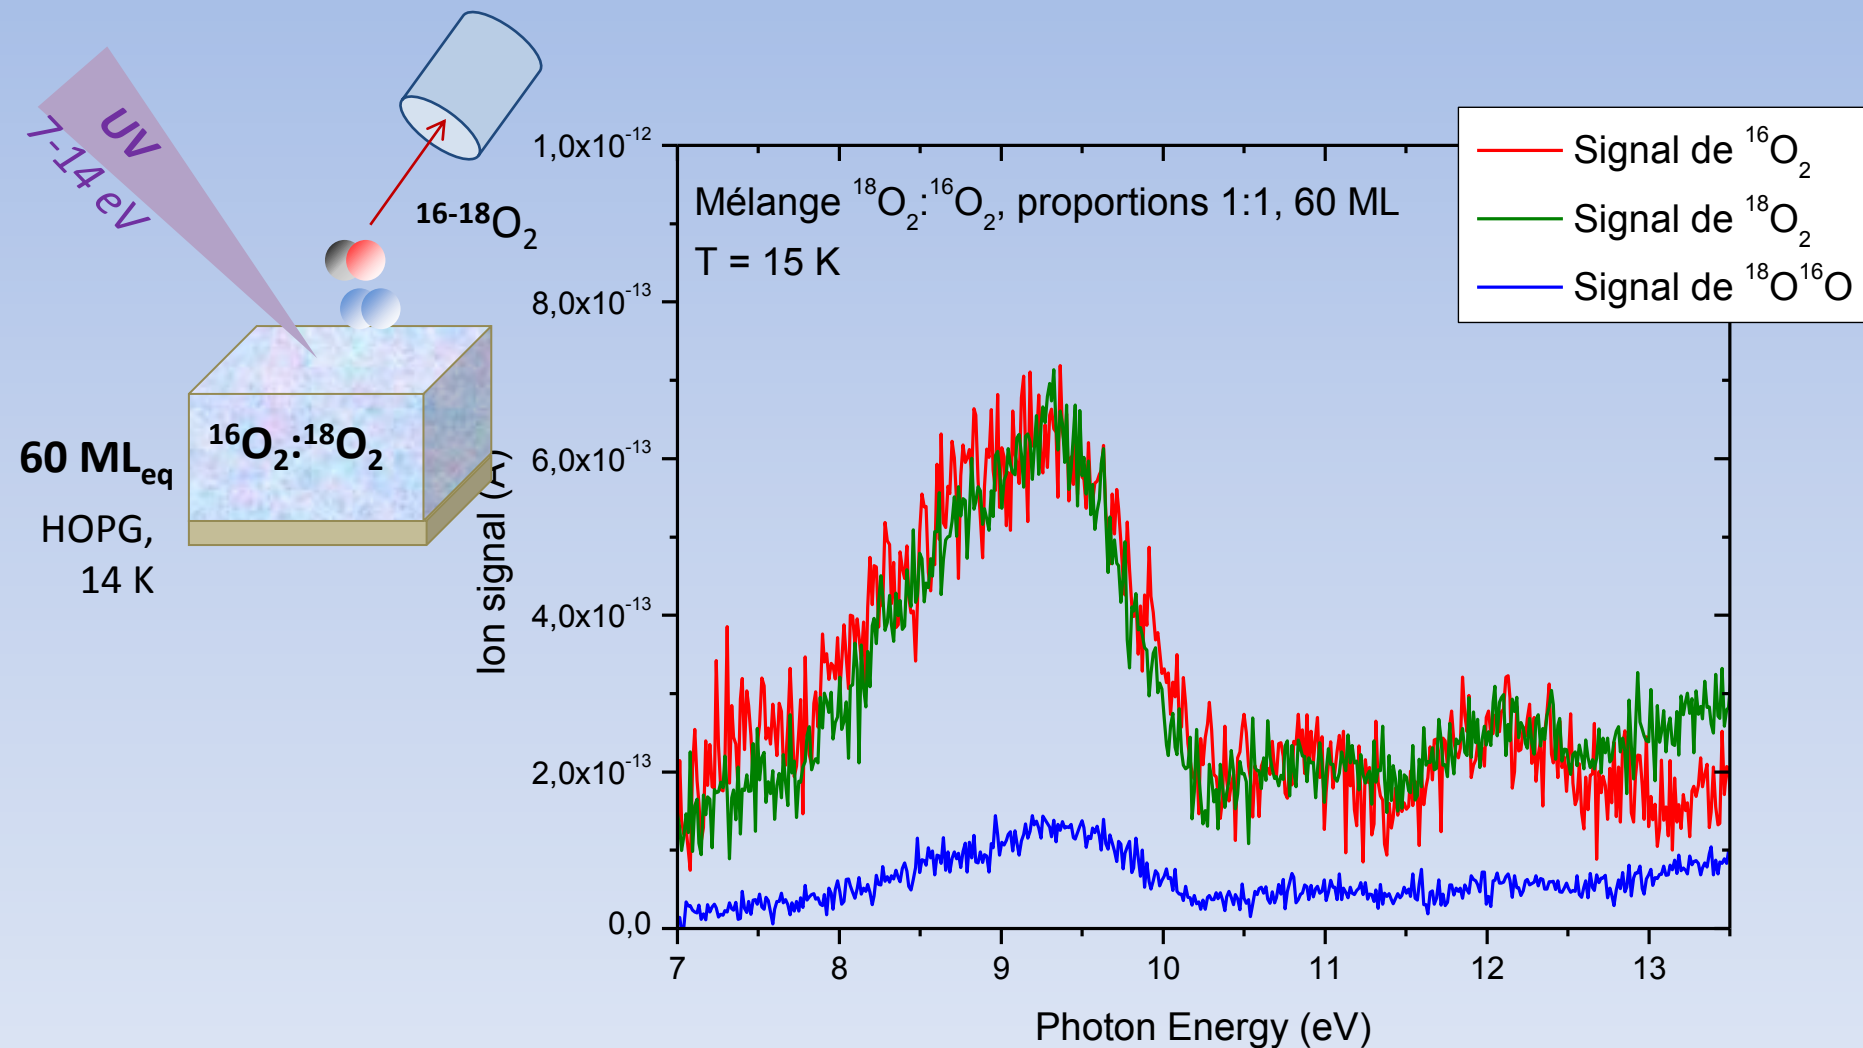 UV
7-14 eV
16-18O2
16O2:18O2
60 MLeq
HOPG,
14 K
Mélange 18O2:16O2, proportions 1:1, 60 ML
T = 15 K
Signal de 16O2
Signal de 18O2
Signal de 18O16O
Ion signal (A)
1,0x10-12
8,0x10-13
6,0x10-13
4,0x10-13
2,0x10-13
0,0
7 8 9 10 11 12 13
Photon Energy (eV)